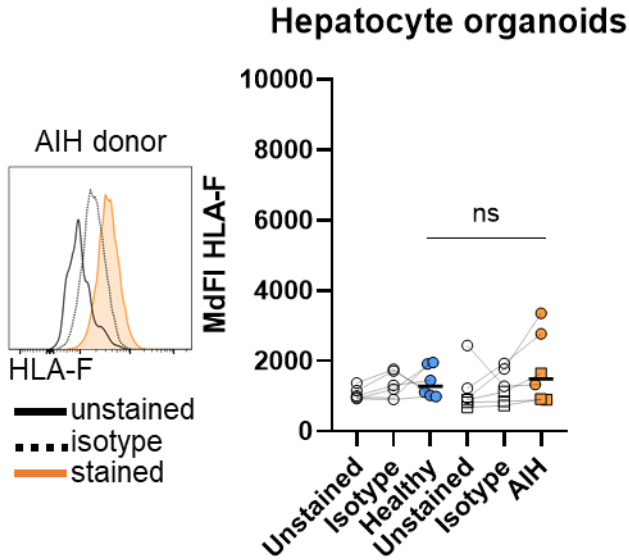 Hepatocyte organoids
AIH donor
HLA-F
unstained
isotype
stained
MdFI HLA-F
10000
8000
6000
4000
2000
0
ns
Unstained
Isotype
Healthy
Unstained
Isotype
AIH